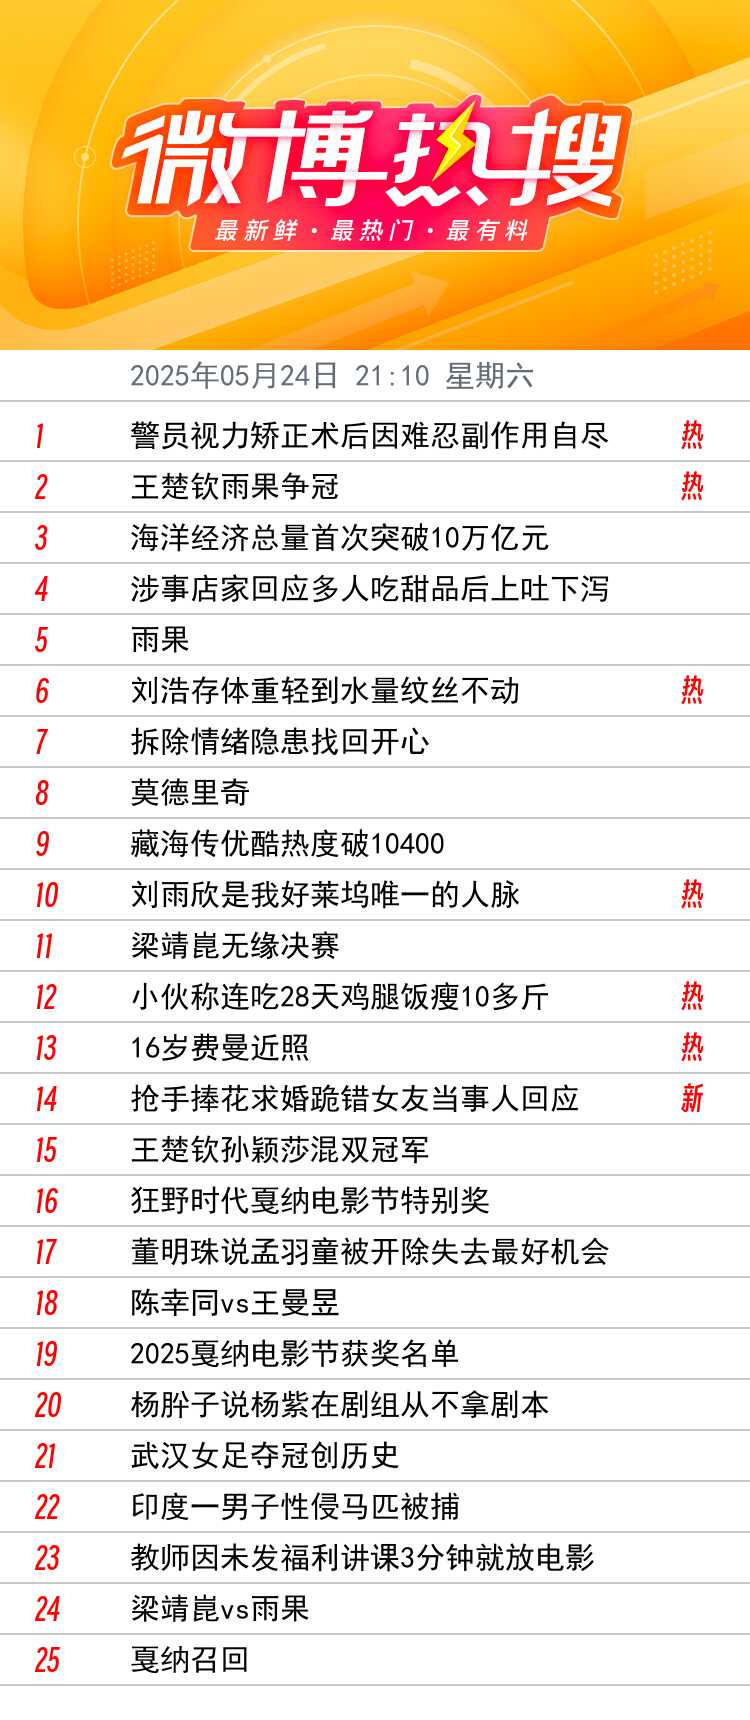 微博热搜
最新鲜·最热门·最有料
2025年05月24日 21:10 星期六
1 警员视力矫正术后因难忍副作用自尽 热
2 王楚钦雨果争冠 热
3 海洋经济总量首次突破10万亿元
4 涉事店家回应多人吃甜品后上吐下泻
5 雨果
6 刘浩存体重轻到水量纹丝不动 热
7 拆除情绪隐患找回开心
8 莫德里奇
9 藏海传优酷热度破10400
10 刘雨欣是我好莱坞唯一的人脉 热
11 梁靖崑无缘决赛
12 小伙称连吃28天鸡腿饭瘦10多斤 热
13 16岁费曼近照 热
14 抢手捧花求婚跪错女友当事人回应 新
15 王楚钦孙颖莎混双冠军
16 狂野时代戛纳电影节特别奖
17 董明珠说孟羽童被开除失去最好机会
18 陈幸同vs王曼昱
19 2025戛纳电影节获奖名单
20 杨肸子说杨紫在剧组从不拿剧本
21 武汉女足夺冠创历史
22 印度一男子性侵马匹被捕
23 教师因未发福利讲课3分钟就放电影
24 梁靖崑vs雨果
25 戛纳召回